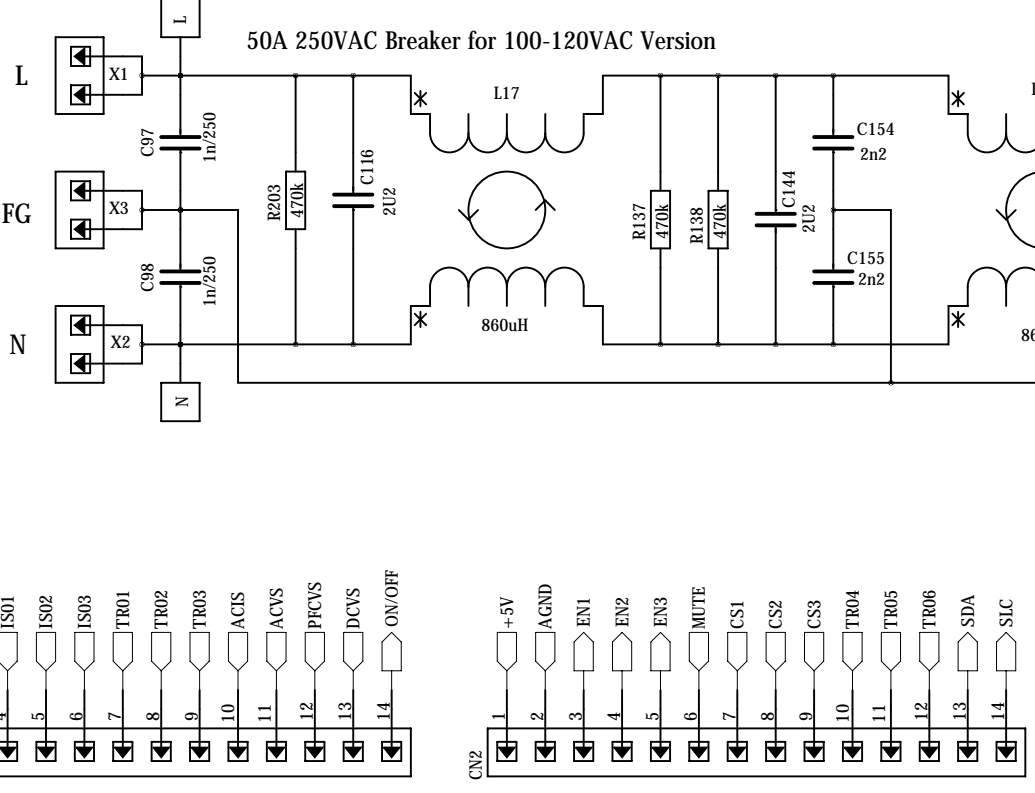 50A 250VAC Breaker for 100-120VAC Version
L
L
X1
C97
1n/250
FG
X3
C98
1n/250
N
X2
N
R203
470k
C116
2U2
L17
860uH
R137
470k
R138
470k
C144
2U2
C154
2n2
C155
2n2
86
ISO1
ISO2
ISO3
TR01
TR02
TR03
ACIS
ACVS
PFCVS
DCVS
ON/OFF
4
5
6
7
8
9
10
11
12
13
14
+5V
AGND
EN1
EN2
EN3
MUTE
CS1
CS2
CS3
TR04
TR05
TR06
SDA
SLC
1
2
3
4
5
6
7
8
9
10
11
12
13
14
CN2